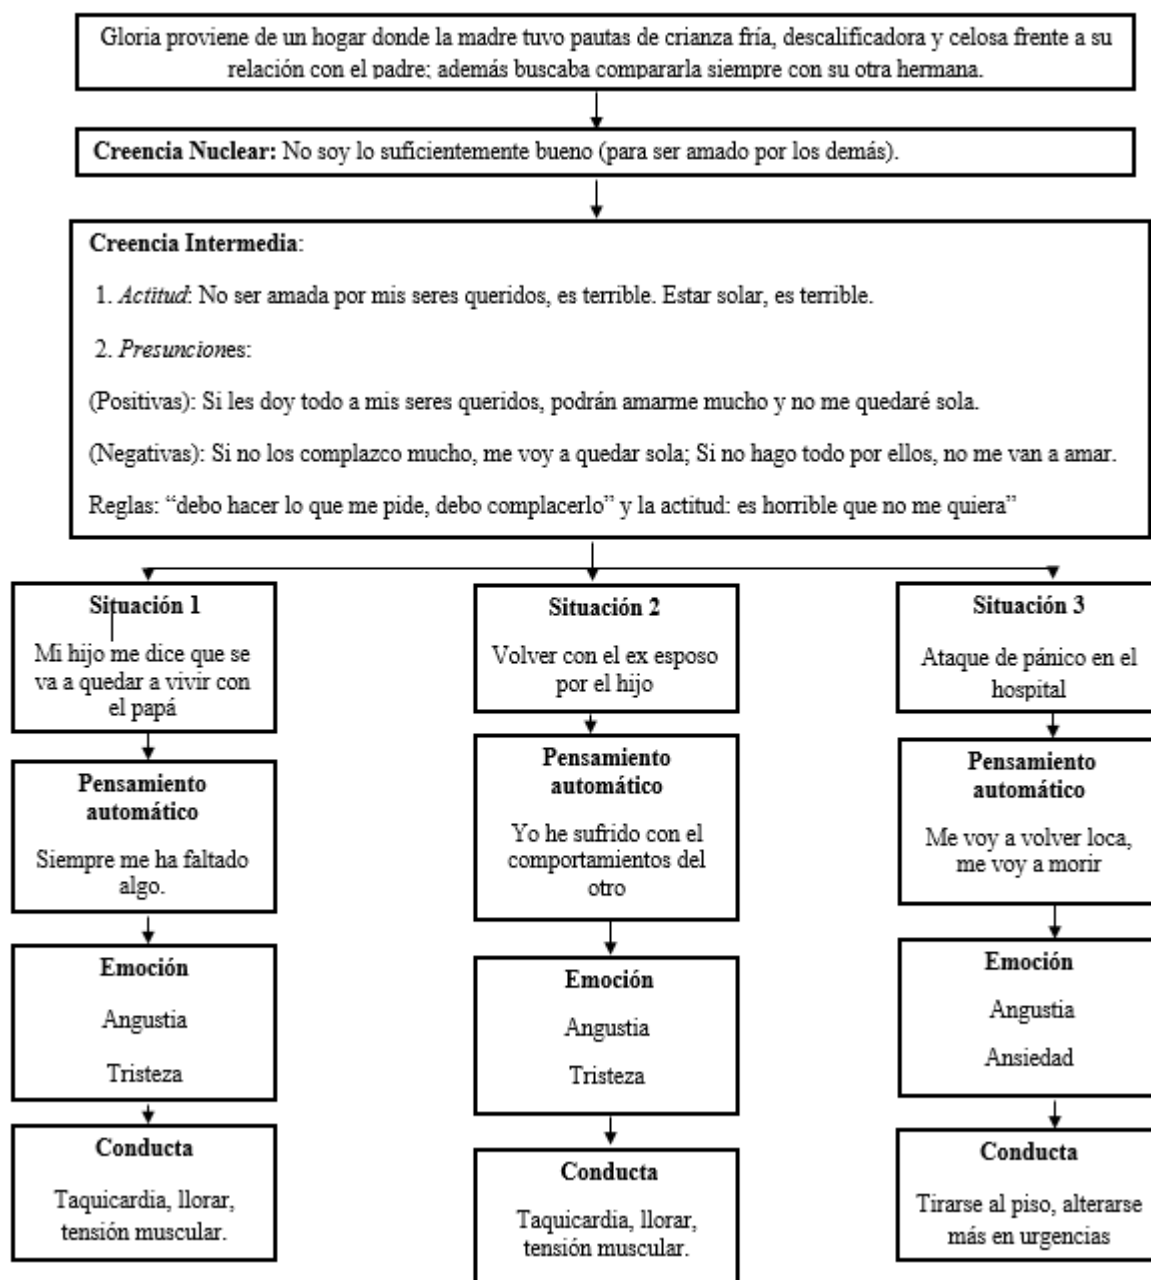 Gloria proviene de un hogar donde la madre tuvo pautas de crianza fría, descalificadora y celosa frente a su
relación con el padre; además buscaba compararla siempre con su otra hermana.
Creencia Nuclear: No soy lo suficientemente bueno (para ser amado por los demás).
Creencia Intermedia:
1. Actitud: No ser amada por mis seres queridos, es terrible. Estar solar, es terrible.
2. Presunciones:
(Positivas): Si les doy todo a mis seres queridos, podrán amarme mucho y no me quedaré sola.
(Negativas): Si no los complazco mucho, me voy a quedar sola; Si no hago todo por ellos, no me van a amar.
Reglas: “debo hacer lo que me pide, debo complacerlo” y la actitud: es horrible que no me quiera”
Situación 1
Mi hijo me dice que se
va a quedar a vivir con
el papá
Pensamiento
automático
Siempre me ha faltado
algo.
Emoción
Angustia
Tristeza
Conducta
Taquicardia, llorar,
tensión muscular.
Situación 2
Volver con el ex esposo
por el hijo
Pensamiento
automático
Yo he sufrido con el
comportamientos del
otro
Emoción
Angustia
Tristeza
Conducta
Taquicardia, llorar,
tensión muscular.
Situación 3
Ataque de pánico en el
hospital
Pensamiento
automático
Me voy a volver loca,
me voy a morir
Emoción
Angustia
Ansiedad
Conducta
Tirarse al piso, alterarse
más en urgencias